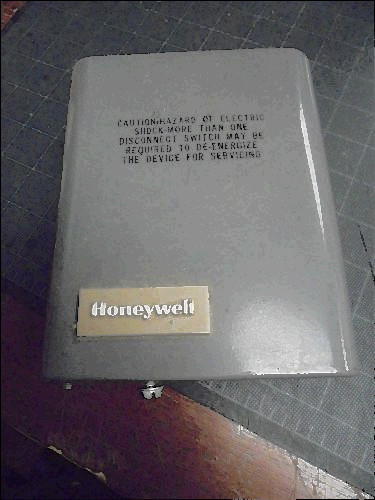 CAUTION:HAZARD OF ELECTRIC
SHOCK-MORE THAN ONE
DISCONNECT SWITCH MAY BE
REQUIRED TO DE-ENERGIZE
THE DEVICE FOR SERVICING
Honeywell